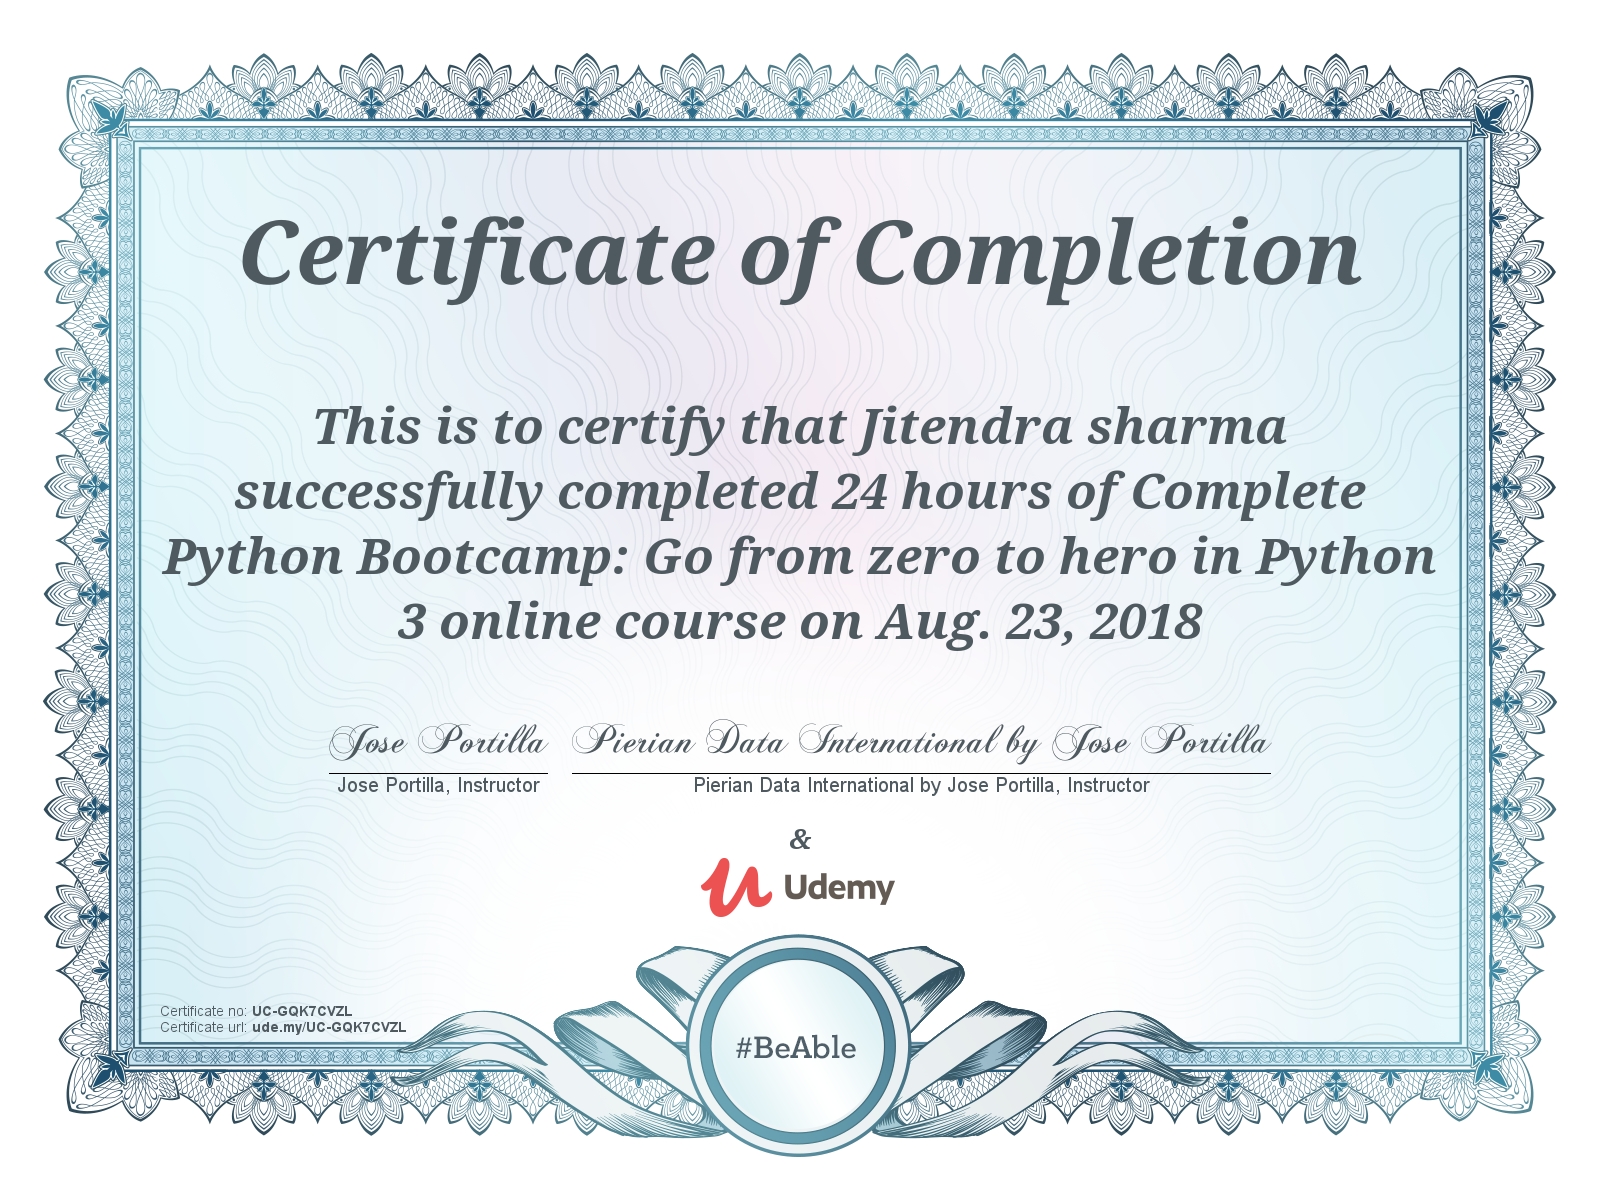 Certificate of Completion
This is to certify that Jitendra sharma
successfully completed 24 hours of Complete
Python Bootcamp: Go from zero to hero in Python
3 online course on Aug. 23, 2018
Jose Portilla Pierian Data International by Jose Portilla
Jose Portilla, Instructor Pierian Data International by Jose Portilla, Instructor
&
Udemy
Certificate no: UC-GQK7CVZL
Certificate url: ude.my/UC-GQK7CVZL
#BeAble